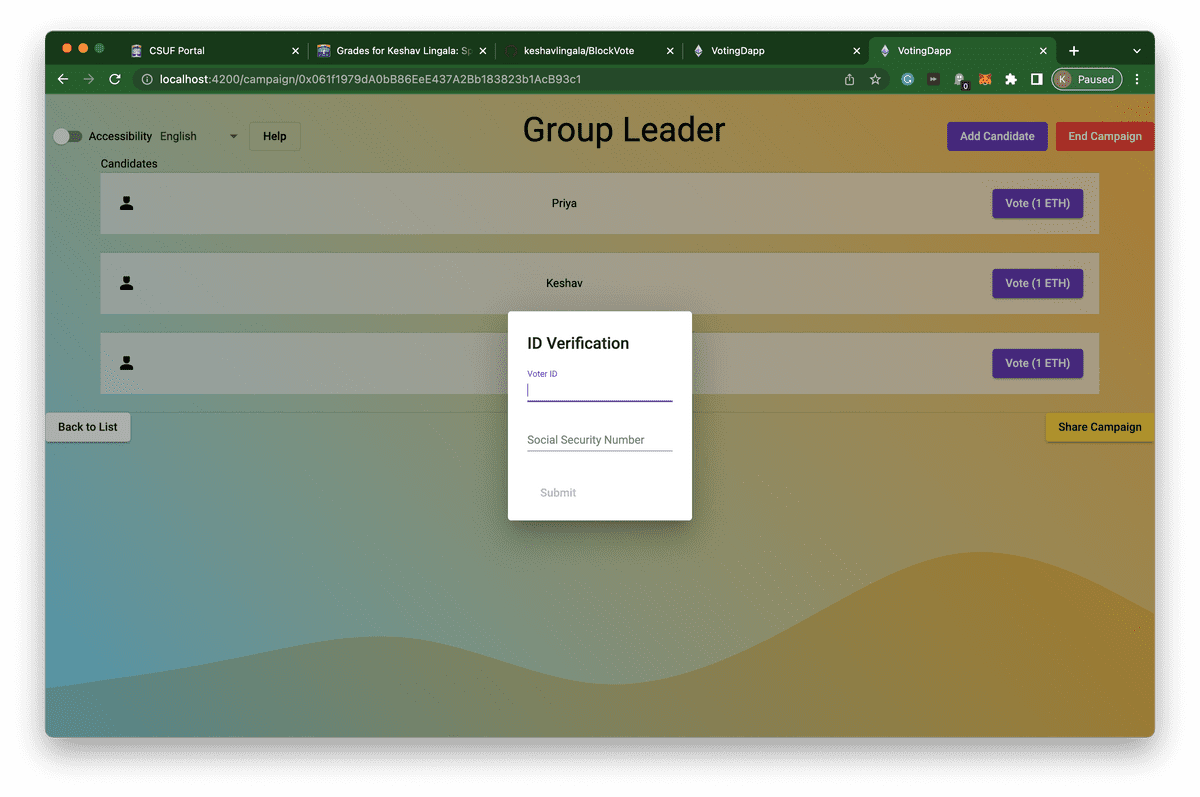 CSUF Portal
Grades for Keshav Lingala: Sp
keshavlingala/BlockVote
VotingDapp
VotingDapp
localhost:4200/campaign/0x061f1979dA0bB86EeE437A2Bb183823b1AcB93c1
0
K Paused
Accessibility English Help
Group Leader
Add Candidate End Campaign
Candidates
Priya Vote (1 ETH)
Keshav Vote (1 ETH)
Vote (1 ETH)
ID Verification
Voter ID
Social Security Number
Submit
Back to List
Share Campaign